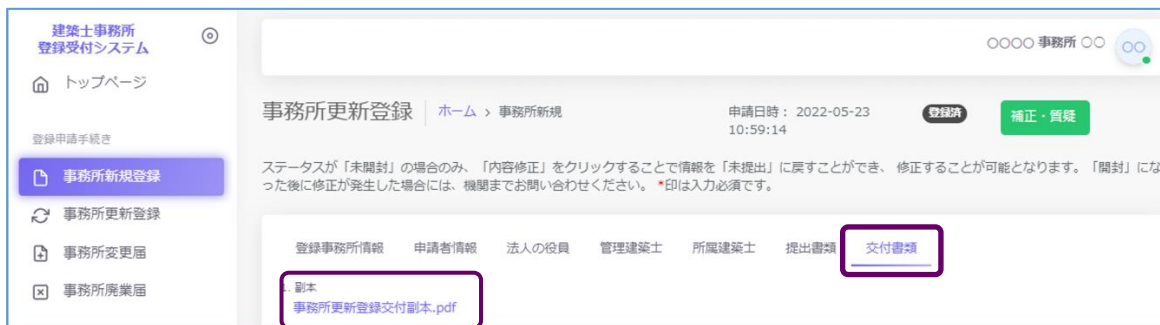 建築士事務所
登録受付システム
トップページ
登録申請手続き
事務所新規登録
事務所更新登録
事務所変更届
事務所廃業届
〇〇〇〇 事務所 〇〇
〇〇
事務所更新登録 ホーム > 事務所新規
申請日時： 2022-05-23
10:59:14
登録済
補正・質疑
ステータスが「未開封」の場合のみ、「内容修正」をクリックすることで情報を「未提出」に戻すことができ、 修正することが可能となります。「開封」にな
った後に修正が発生した場合には、機関までお問い合わせください。 *印は入力必須です。
登録事務所情報 申請者情報 法人の役員 管理建築士 所属建築士 提出書類 交付書類
1. 副本
事務所更新登録交付副本.pdf